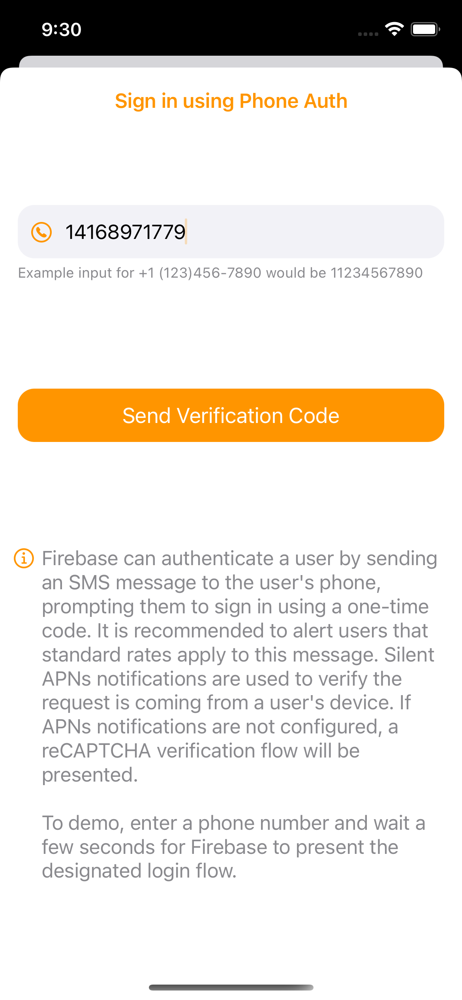 9:30
Sign in using Phone Auth
14168971779
Example input for +1 (123)456-7890 would be 11234567890
Send Verification Code
Firebase can authenticate a user by sending
an SMS message to the user's phone,
prompting them to sign in using a one-time
code. It is recommended to alert users that
standard rates apply to this message. Silent
APNs notifications are used to verify the
request is coming from a user's device. If
APNs notifications are not configured, a
reCAPTCHA verification flow will be
presented.
To demo, enter a phone number and wait a
few seconds for Firebase to present the
designated login flow.